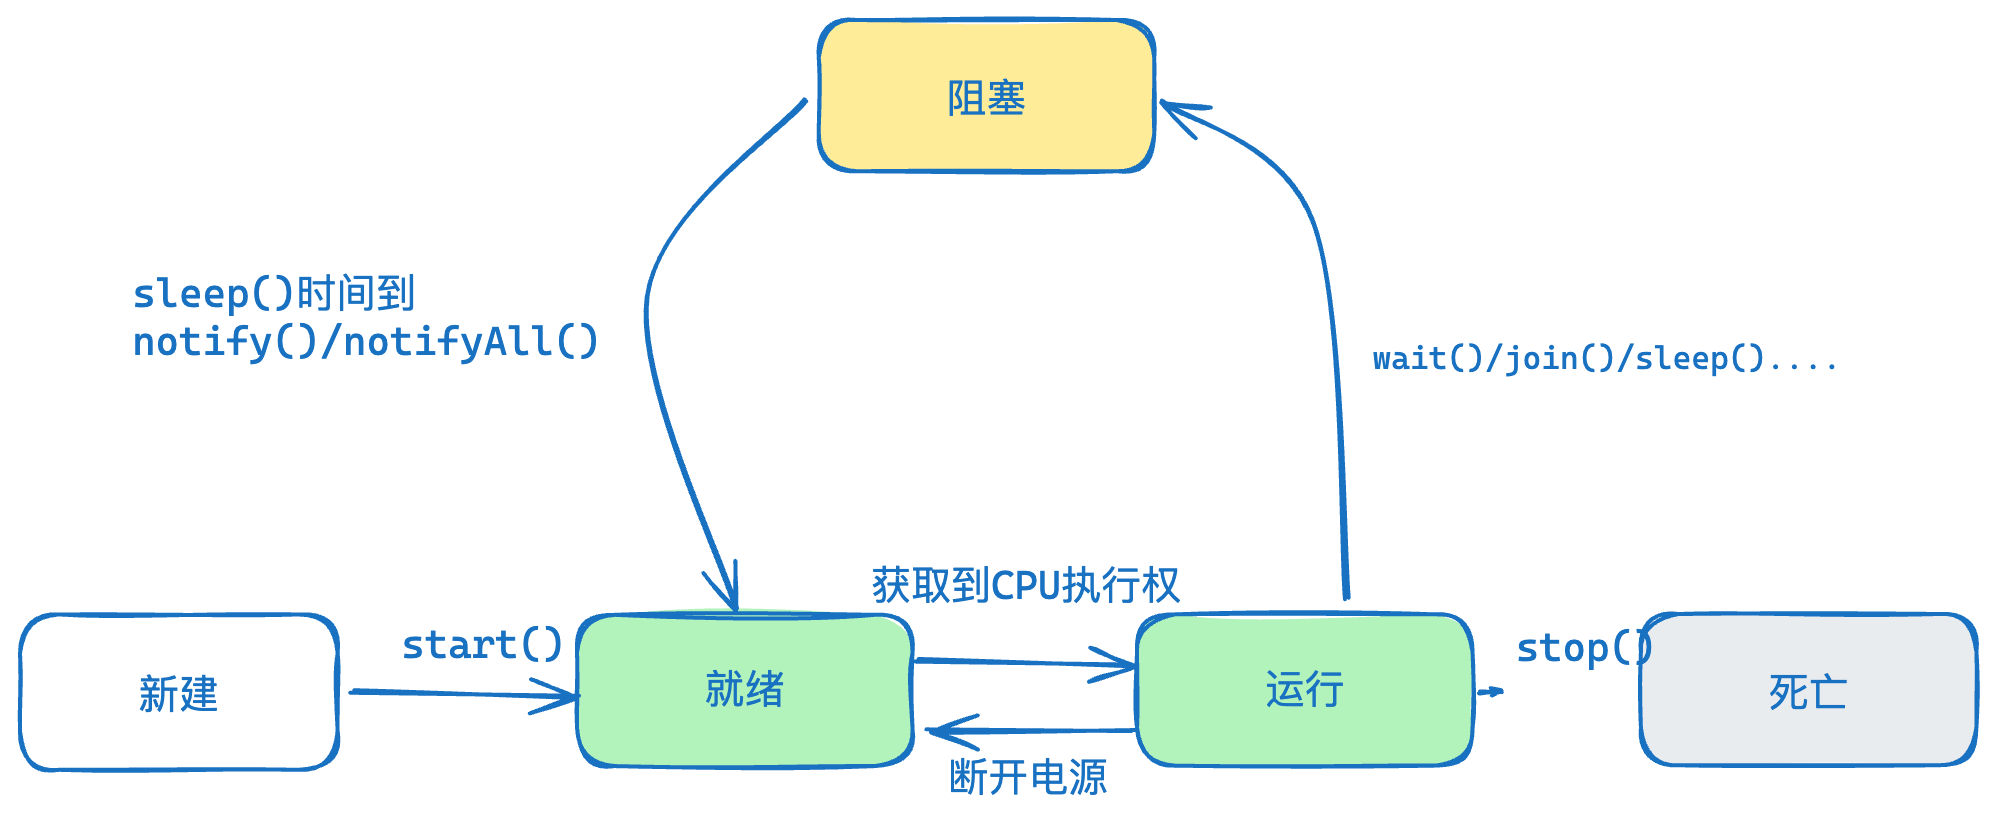 阻塞
sleep()时间到
notify()/notifyAll()
wait()/join()/sleep()....
获取到CPU执行权
start()
stop()
新建
就绪
运行
死亡
断开电源